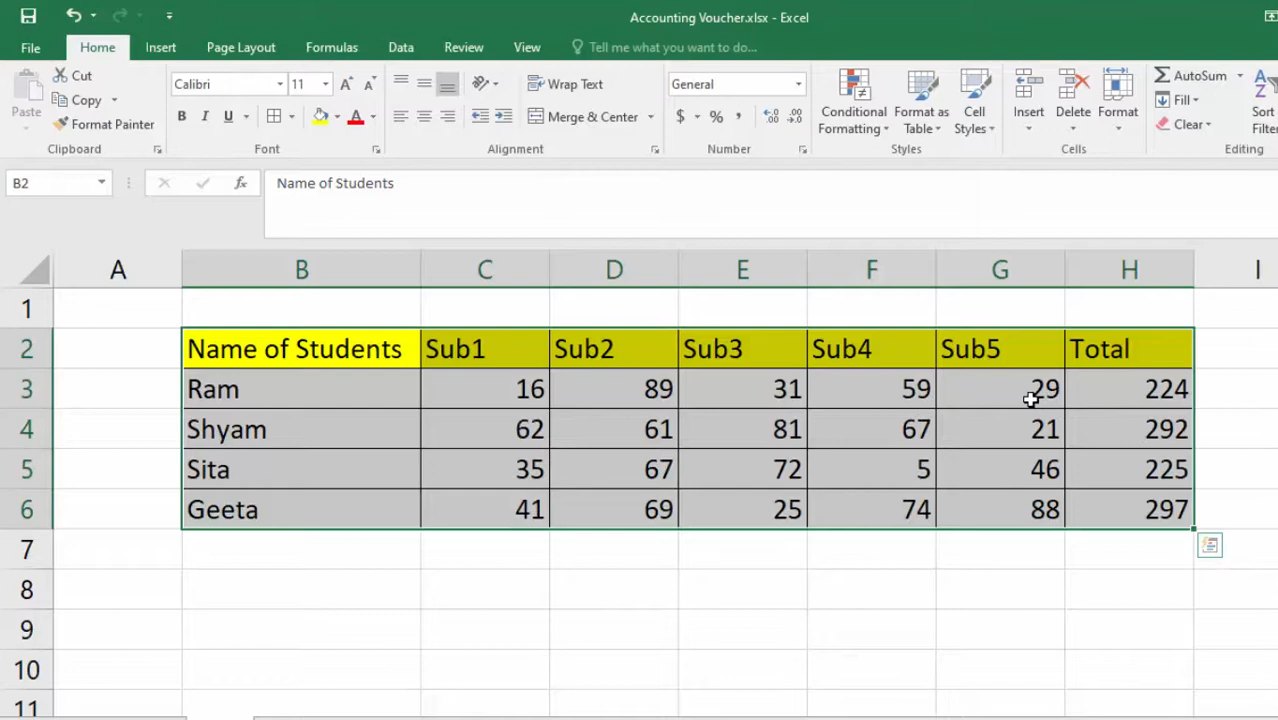 Accounting Voucher.xlsx - Excel
File Home Insert Page Layout Formulas Data Review View Tell me what you want to do...
Paste
Cut
Copy
Format Painter
Clipboard
Calibri 11
B I U
Font
Wrap Text
Merge & Center
Alignment
General
$ % ,
Number
Conditional Formatting
Format as Table
Cell Styles
Styles
Insert Delete Format
Cells
AutoSum
Fill
Clear
Sort
Filter
Editing
B2 fx Name of Students
A B C D E F G H I
1
2 Name of Students Sub1 Sub2 Sub3 Sub4 Sub5 Total
3 Ram 16 89 31 59 29 224
4 Shyam 62 61 81 67 21 292
5 Sita 35 67 72 5 46 225
6 Geeta 41 69 25 74 88 297
7
8
9
10
11